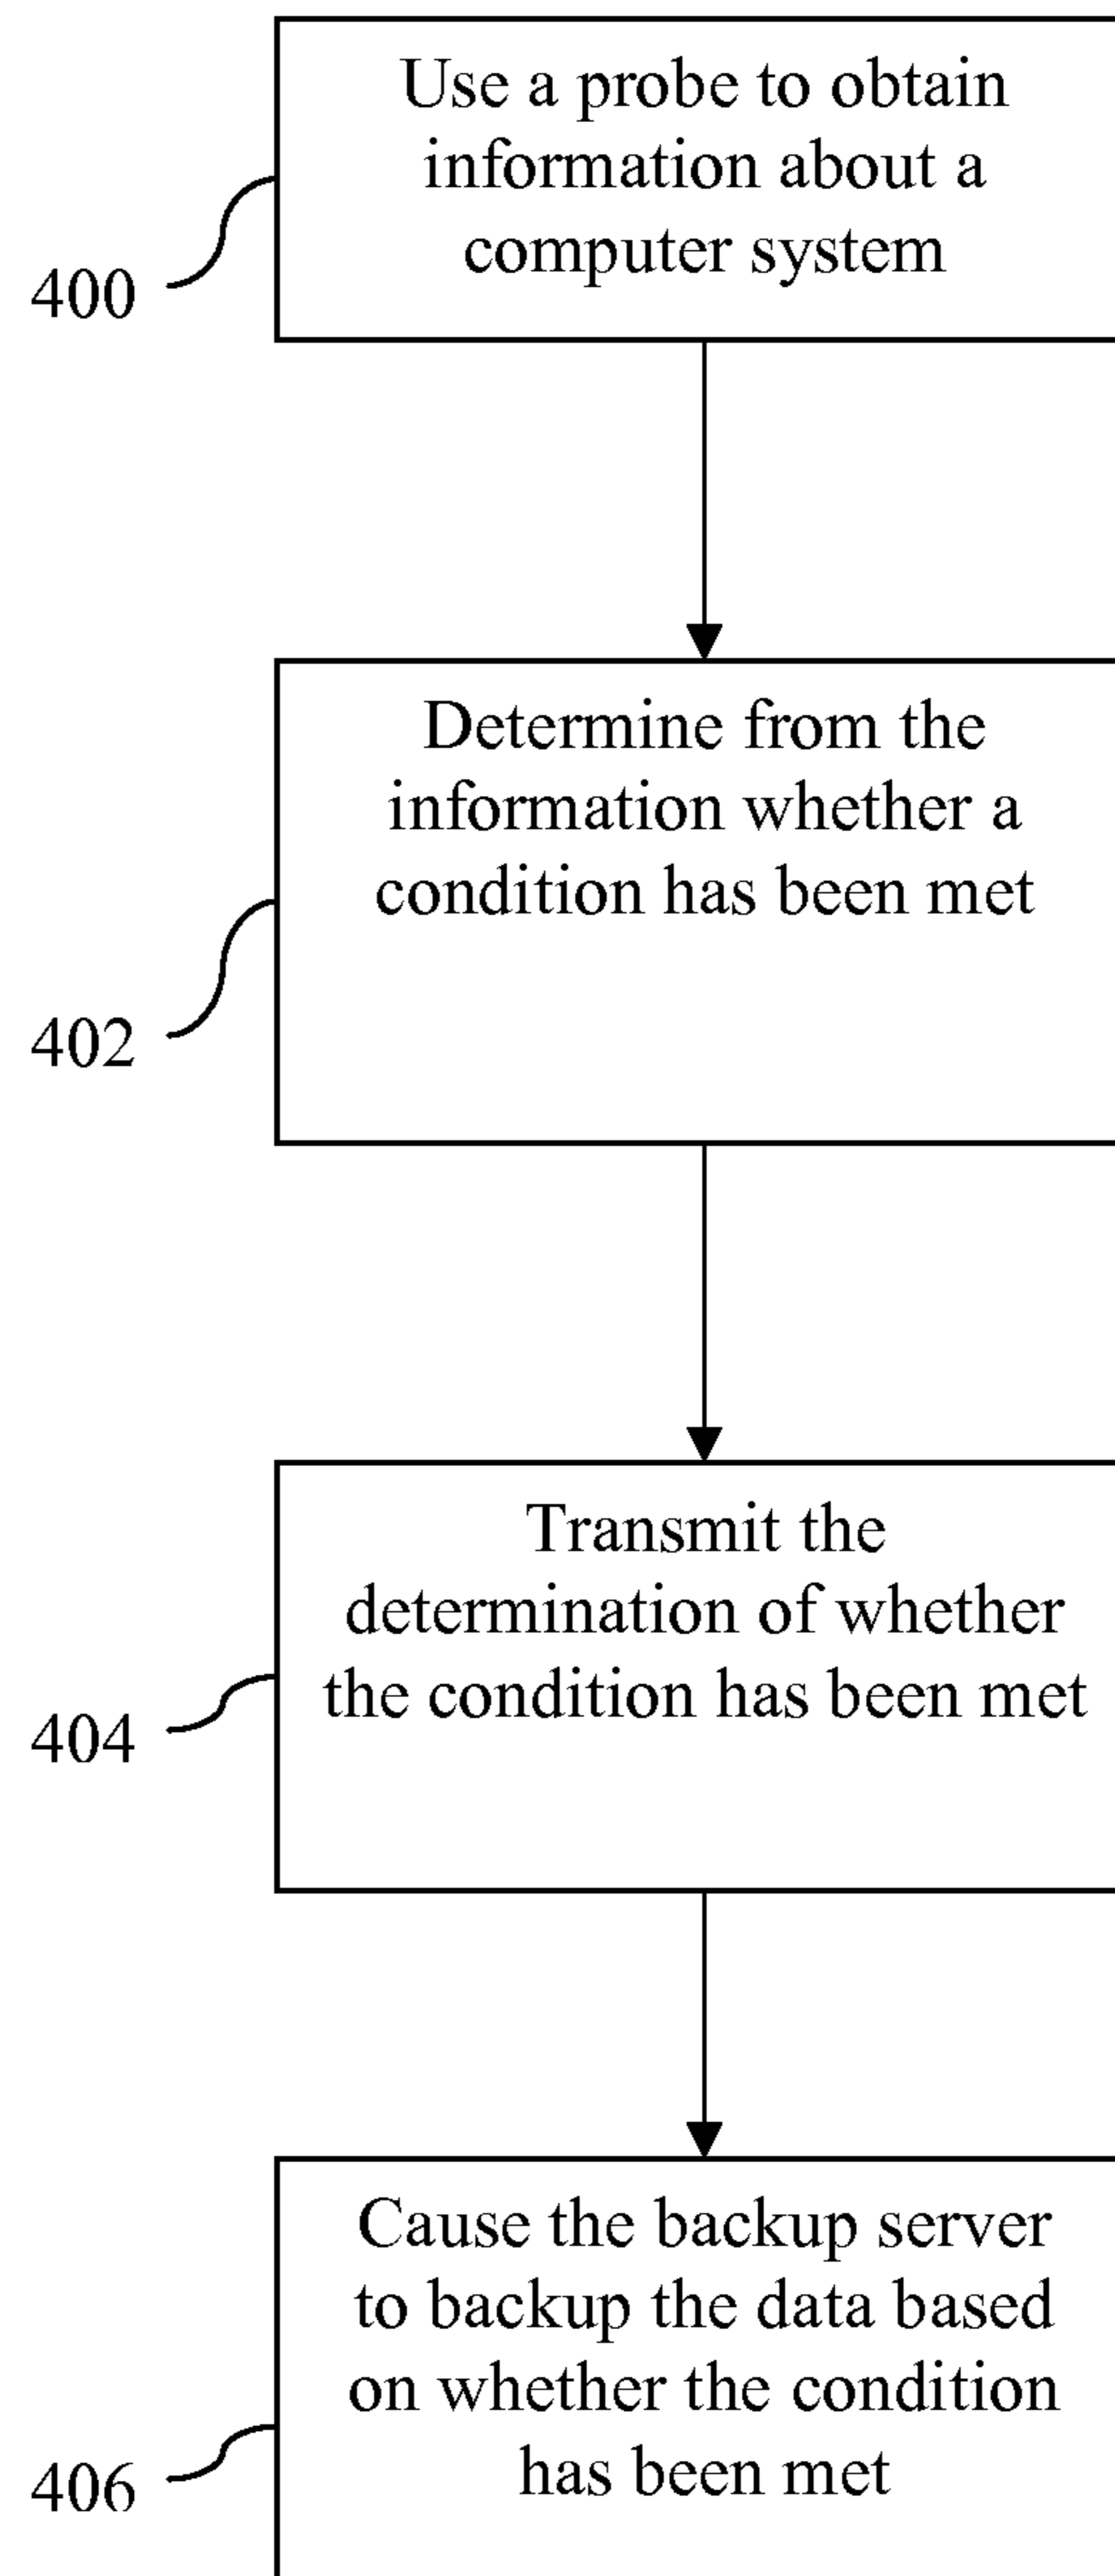 Use a probe to obtain
information about a
computer system
400
Determine from the
information whether a
condition has been met
402
Transmit the
determination of whether
the condition has been met
404
Cause the backup server
to backup the data based
on whether the condition
has been met
406